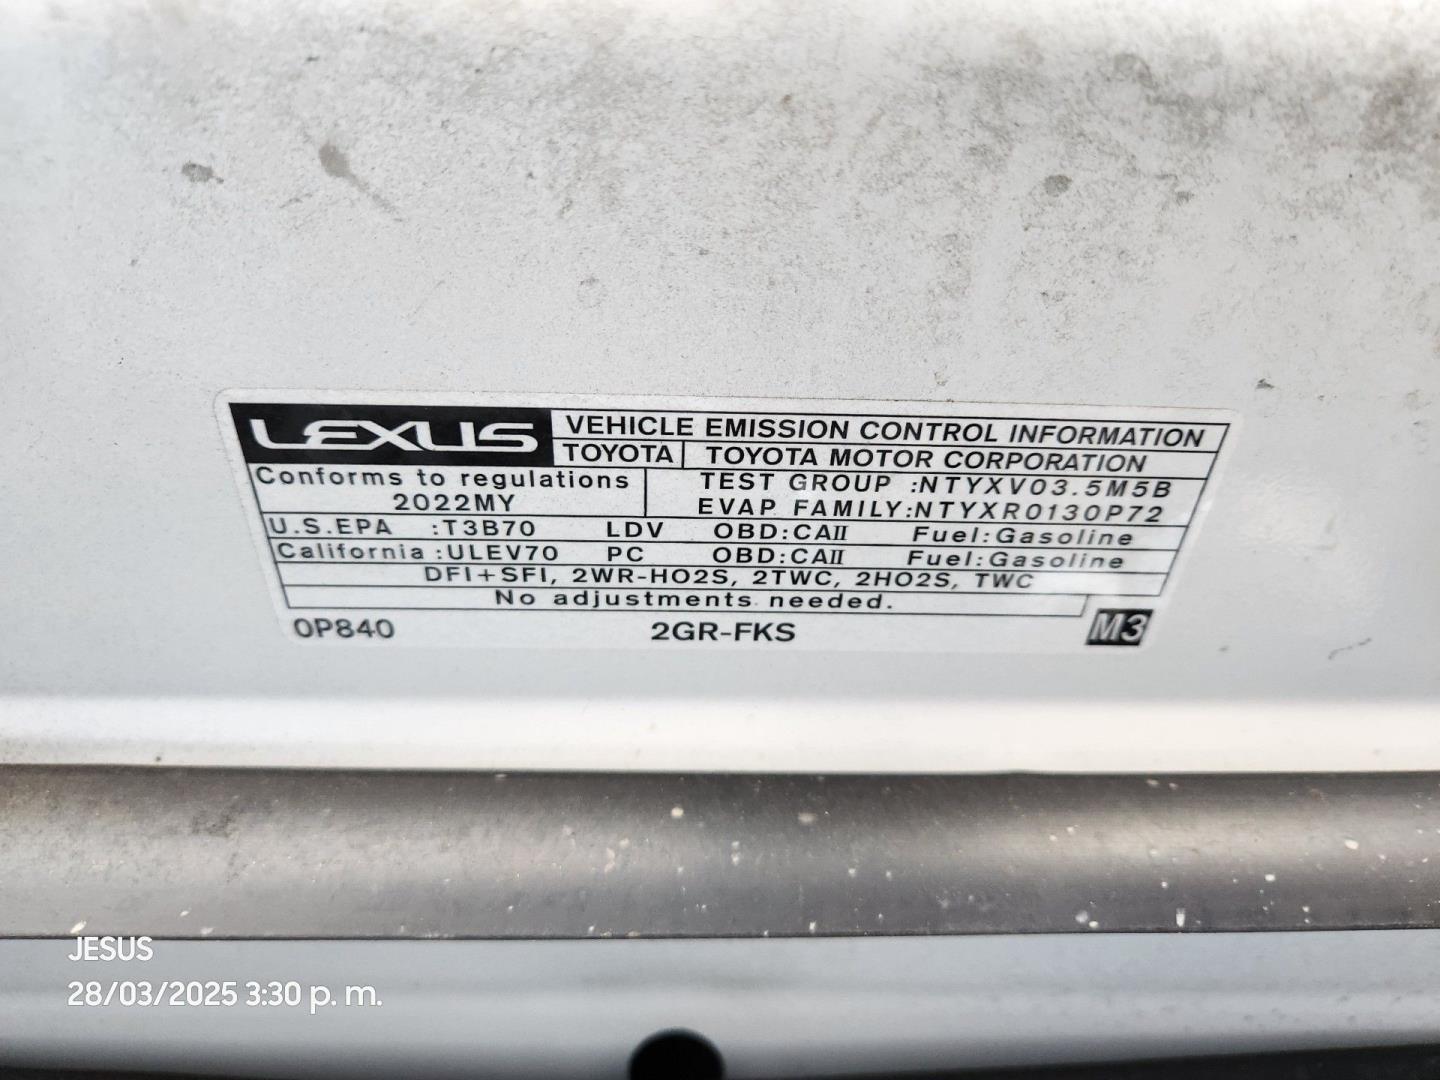 LEXUS VEHICLE EMISSION CONTROL INFORMATION
TOYOTA TOYOTA MOTOR CORPORATION
Conforms to regulations TEST GROUP :NTYXV03.5M5B
2022MY EVAP FAMILY:NTYXR0130P72
U.S.EPA :T3B70 LDV OBD:CAII Fuel:Gasoline
California :ULEV70 PC OBD:CAII Fuel:Gasoline
DFI+SFI, 2WR-HO2S, 2TWC, 2HO2S, TWC
No adjustments needed.
0P840 2GR-FKS M3
JESUS
28/03/2025 3:30 p. m.